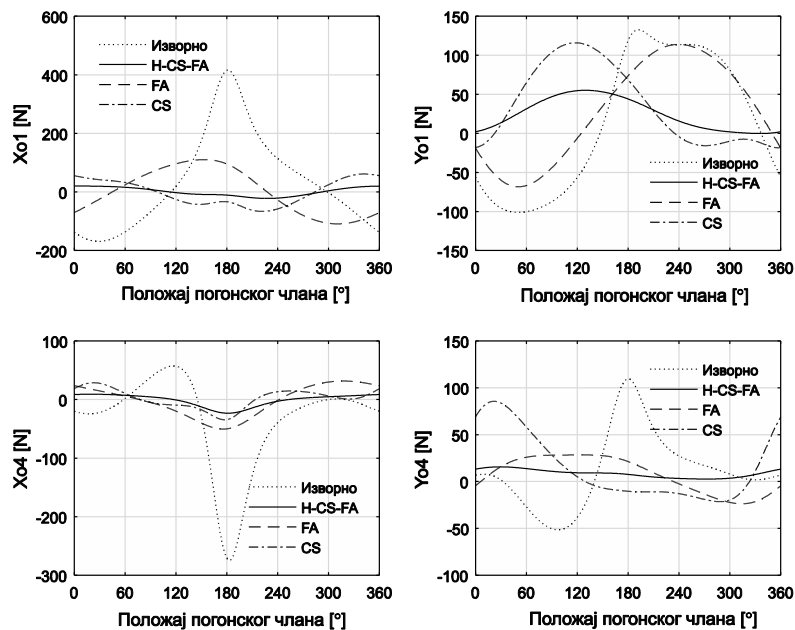 600
400
200
0
-200
Xo1 [N]
Изворно
H-CS-FA
FA
CS
0 60 120 180 240 300 360
Положај погонског члана [°]
150
100
50
0
-50
-100
-150
Yo1 [N]
Изворно
H-CS-FA
FA
CS
0 60 120 180 240 300 360
Положај погонског члана [°]
100
0
-100
-200
-300
Xo4 [N]
Изворно
H-CS-FA
FA
CS
0 60 120 180 240 300 360
Положај погонског члана [°]
150
100
50
0
-50
-100
Yo4 [N]
Изворно
H-CS-FA
FA
CS
0 60 120 180 240 300 360
Положај погонског члана [°]